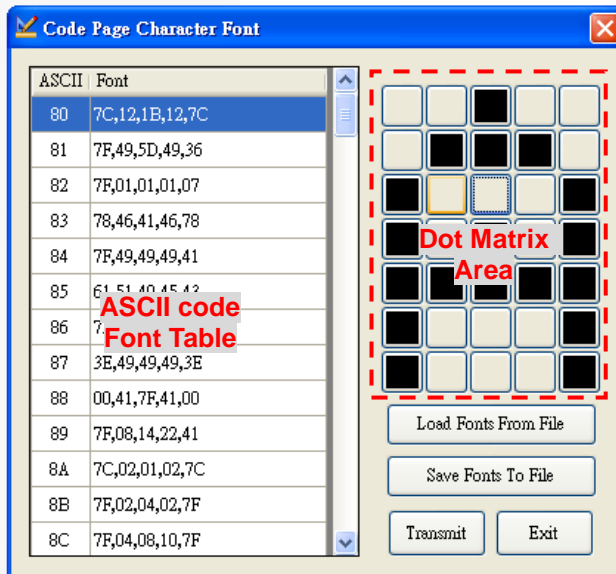 Code Page Character Font
ASCII Font
80 7C,12,1B,12,7C
81 7F,49,5D,49,36
82 7F,01,01,01,07
83 78,46,41,46,78
84 7F,49,49,49,41
85
86
ASCII code
Font Table
87 3E,49,49,49,3E
88 00,41,7F,41,00
89 7F,08,14,22,41
8A 7C,02,01,02,7C
8B 7F,02,04,02,7F
8C 7F,04,08,10,7F
Dot Matrix
Area
Load Fonts From File
Save Fonts To File
Transmit Exit